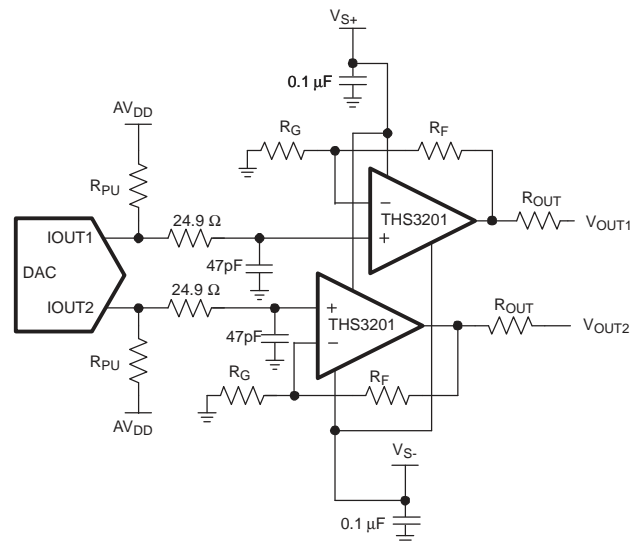 VS+
0.1 µF
AVDD
RG
RF
RPU
THS3201
ROUT
VOUT1
IOUT1
24.9 Ω
−
+
DAC
47pF
IOUT2
24.9 Ω
+
THS3201
ROUT
VOUT2
47pF
−
RPU
RG
RF
AVDD
VS-
0.1 µF